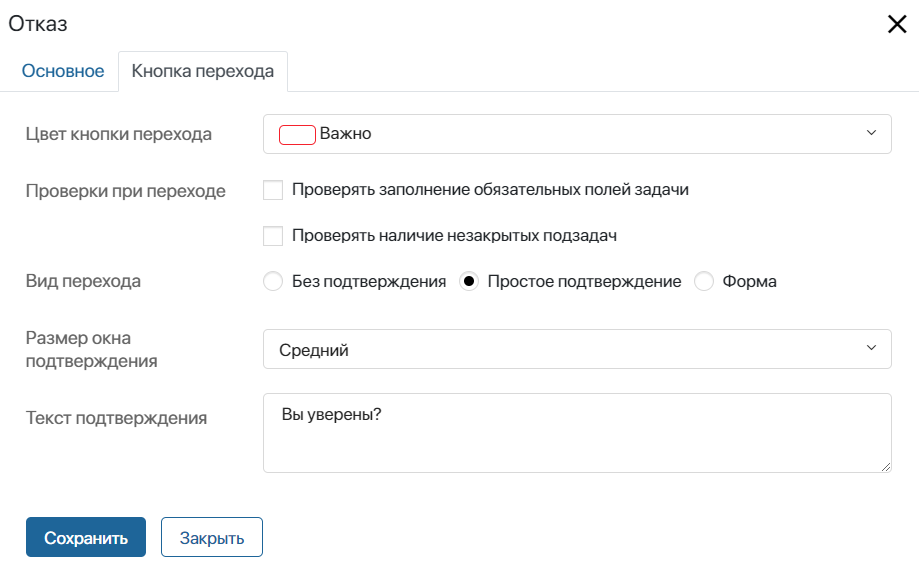 Отказ
Основное
Кнопка перехода
Цвет кнопки перехода
Важно
Проверки при переходе
Проверять заполнение обязательных полей задачи
Проверять наличие незакрытых подзадач
Вид перехода
Без подтверждения
Простое подтверждение
Форма
Размер окна
подтверждения
Средний
Текст подтверждения
Вы уверены?
Сохранить
Закрыть